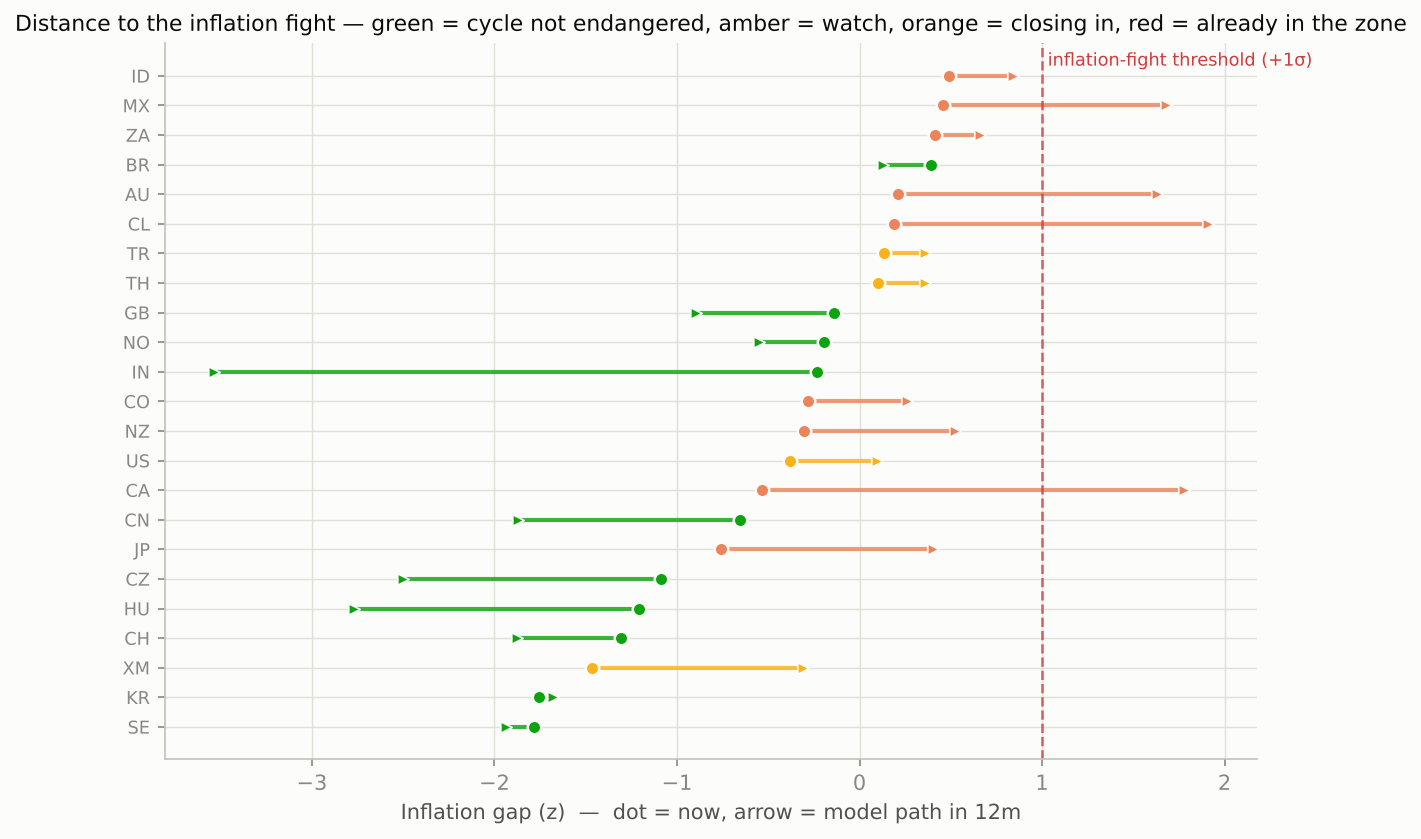 Distance to the inflation fight — green = cycle not endangered, amber = watch, orange = closing in, red = already in the zone
inflation-fight threshold (+1σ)
ID
MX
ZA
BR
AU
CL
TR
TH
GB
NO
IN
CO
NZ
US
CA
CN
JP
CZ
HU
CH
XM
KR
SE
−3 −2 −1 0 1 2
Inflation gap (z) — dot = now, arrow = model path in 12m